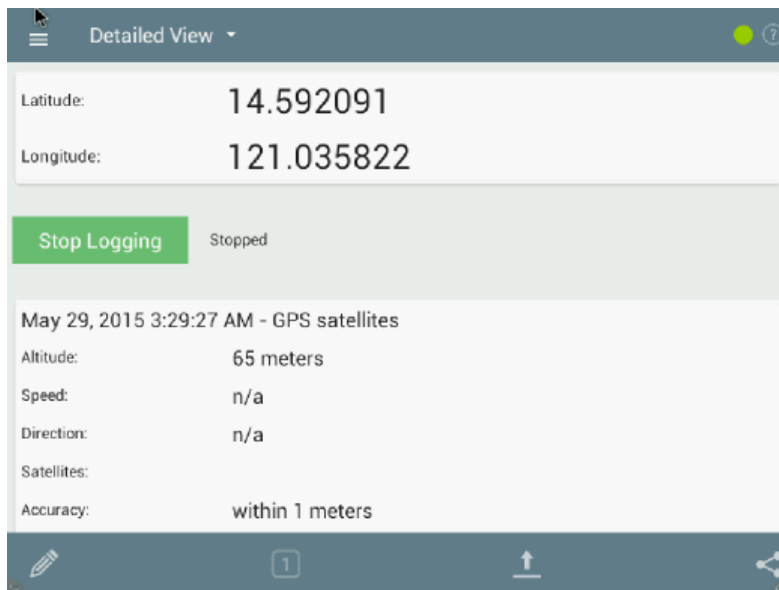 Detailed View
?
Latitude: 14.592091
Longitude: 121.035822
Stop Logging Stopped
May 29, 2015 3:29:27 AM - GPS satellites
Altitude: 65 meters
Speed: n/a
Direction: n/a
Satellites:
Accuracy: within 1 meters
1